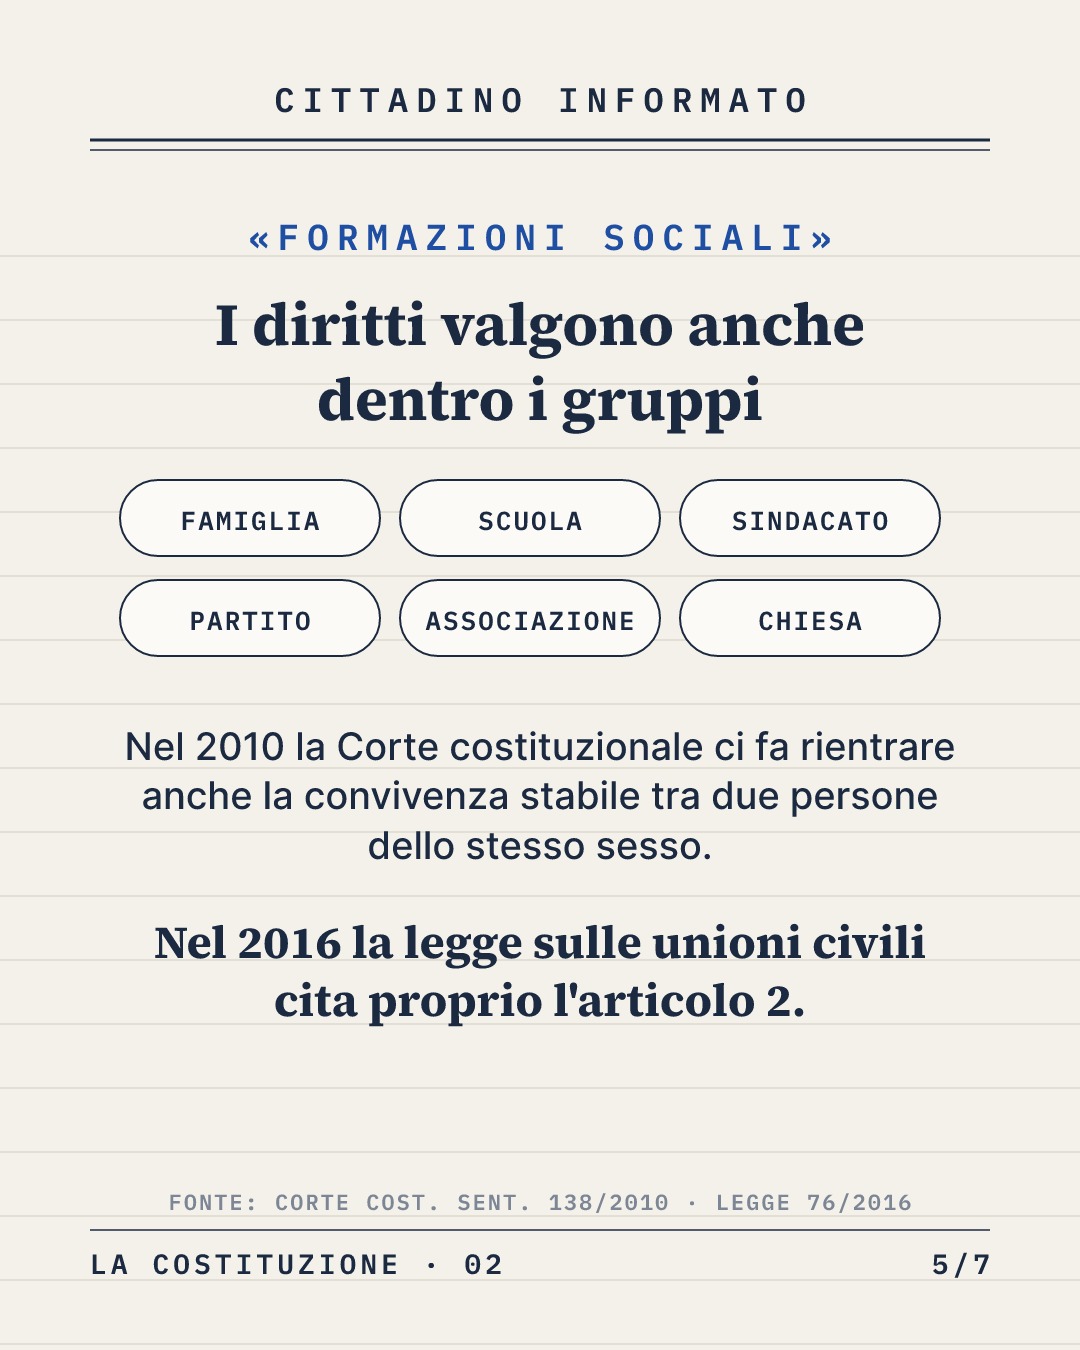 CITTADINO INFORMATO
«FORMAZIONI SOCIALI»
I diritti valgono anche
dentro i gruppi
FAMIGLIA SCUOLA SINDACATO
PARTITO ASSOCIAZIONE CHIESA
Nel 2010 la Corte costituzionale ci fa rientrare
anche la convivenza stabile tra due persone
dello stesso sesso.
Nel 2016 la legge sulle unioni civili
cita proprio l'articolo 2.
FONTE: CORTE COST. SENT. 138/2010 · LEGGE 76/2016
LA COSTITUZIONE · 02 5/7